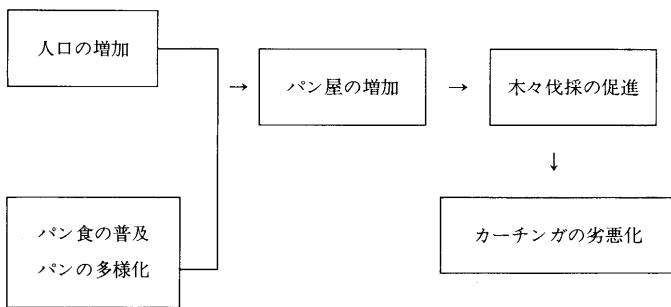 人口の増加
→
パン屋の増加
→
木々伐採の促進
↓
パン食の普及
パンの多様化
カーチンガの劣悪化